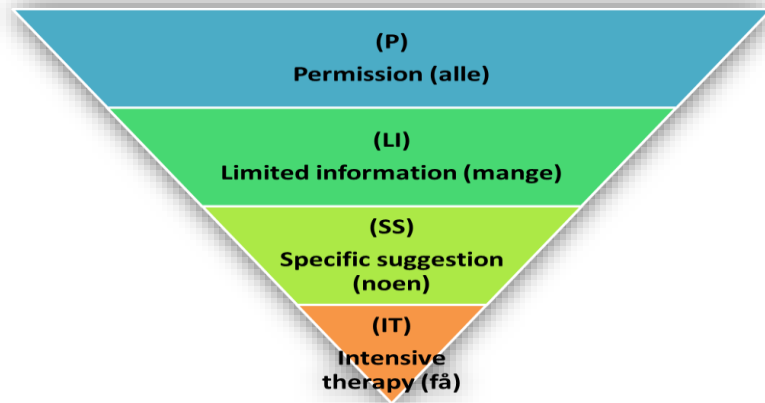 (P)
Permission (alle)
(LI)
Limited information (mange)
(SS)
Specific suggestion
(noen)
(IT)
Intensive
therapy (få)